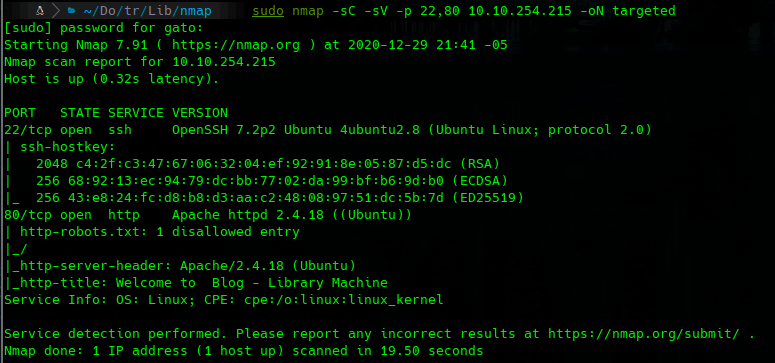 ~/Do/tr/Lib/nmap sudo nmap -sC -sV -p 22,80 10.10.254.215 -oN targeted
[sudo] password for gato:
Starting Nmap 7.91 ( https://nmap.org ) at 2020-12-29 21:41 -05
Nmap scan report for 10.10.254.215
Host is up (0.32s latency).

PORT   STATE SERVICE VERSION
22/tcp open  ssh     OpenSSH 7.2p2 Ubuntu 4ubuntu2.8 (Ubuntu Linux; protocol 2.0)
| ssh-hostkey:
|   2048 c4:2f:c3:47:67:06:32:04:ef:92:91:8e:05:87:d5:dc (RSA)
|   256 68:92:13:ec:94:79:dc:bb:77:02:da:99:bf:b6:9d:b0 (ECDSA)
|_  256 43:e8:24:fc:d8:b8:d3:aa:c2:48:08:97:51:dc:5b:7d (ED25519)
80/tcp open  http    Apache httpd 2.4.18 ((Ubuntu))
| http-robots.txt: 1 disallowed entry
|_/
|_http-server-header: Apache/2.4.18 (Ubuntu)
|_http-title: Welcome to  Blog - Library Machine
Service Info: OS: Linux; CPE: cpe:/o:linux:linux_kernel

Service detection performed. Please report any incorrect results at https://nmap.org/submit/ .
Nmap done: 1 IP address (1 host up) scanned in 19.50 seconds